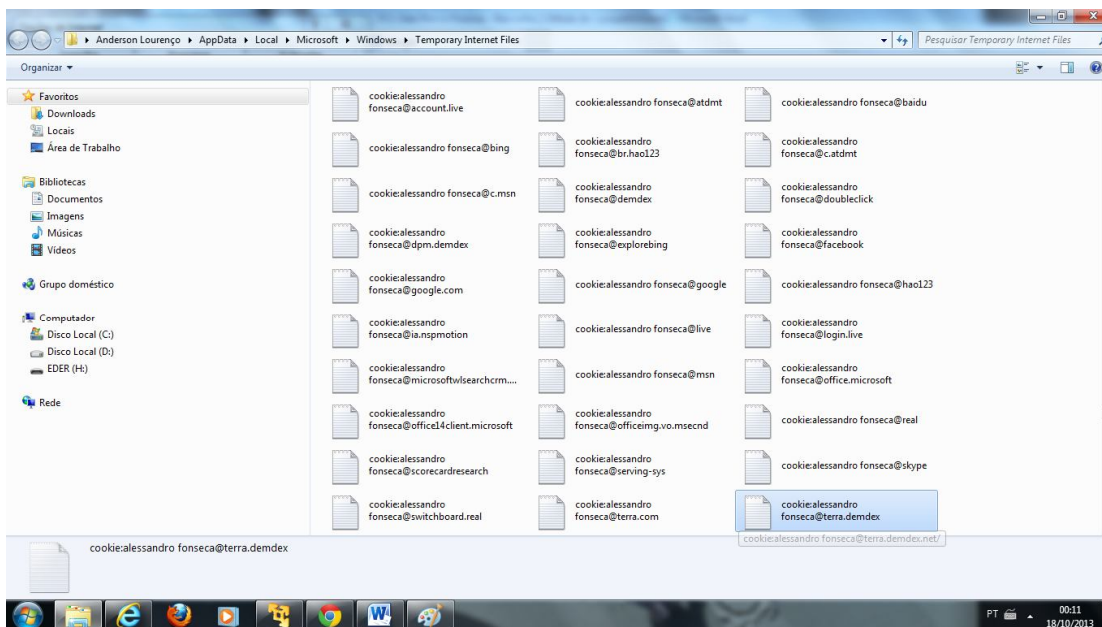 Anderson Lourenço ▸ AppData ▸ Local ▸ Microsoft ▸ Windows ▸ Temporary Internet Files
Pesquisar Temporary Internet Files
Organizar
Favoritos
Downloads
Locais
Área de Trabalho
Bibliotecas
Documentos
Imagens
Músicas
Vídeos
Grupo doméstico
Computador
Disco Local (C:)
Disco Local (D:)
EDER (H:)
Rede
cookie:alessandro
fonseca@account.live
cookie:alessandro fonseca@atdmt
cookie:alessandro fonseca@baidu
cookie:alessandro fonseca@bing
cookie:alessandro
fonseca@br.hao123
cookie:alessandro
fonseca@c.atdmt
cookie:alessandro fonseca@c.msn
cookie:alessandro
fonseca@demdex
cookie:alessandro
fonseca@doubleclick
cookie:alessandro
fonseca@dpm.demdex
cookie:alessandro
fonseca@explorebing
cookie:alessandro
fonseca@facebook
cookie:alessandro
fonseca@google.com
cookie:alessandro fonseca@google
cookie:alessandro fonseca@hao123
cookie:alessandro
fonseca@ia.nspmotion
cookie:alessandro fonseca@live
cookie:alessandro
fonseca@login.live
cookie:alessandro
fonseca@microsoftwlsearchcrm....
cookie:alessandro fonseca@msn
cookie:alessandro
fonseca@office.microsoft
cookie:alessandro
fonseca@office14client.microsoft
cookie:alessandro
fonseca@officeimg.vo.msecnd
cookie:alessandro fonseca@real
cookie:alessandro
fonseca@scorecardresearch
cookie:alessandro
fonseca@serving-sys
cookie:alessandro fonseca@skype
cookie:alessandro
fonseca@switchboard.real
cookie:alessandro
fonseca@terra.com
cookie:alessandro
fonseca@terra.demdex
cookie:alessandro fonseca@terra.demdex.net/
cookie:alessandro fonseca@terra.demdex
PT
00:11
18/10/2013